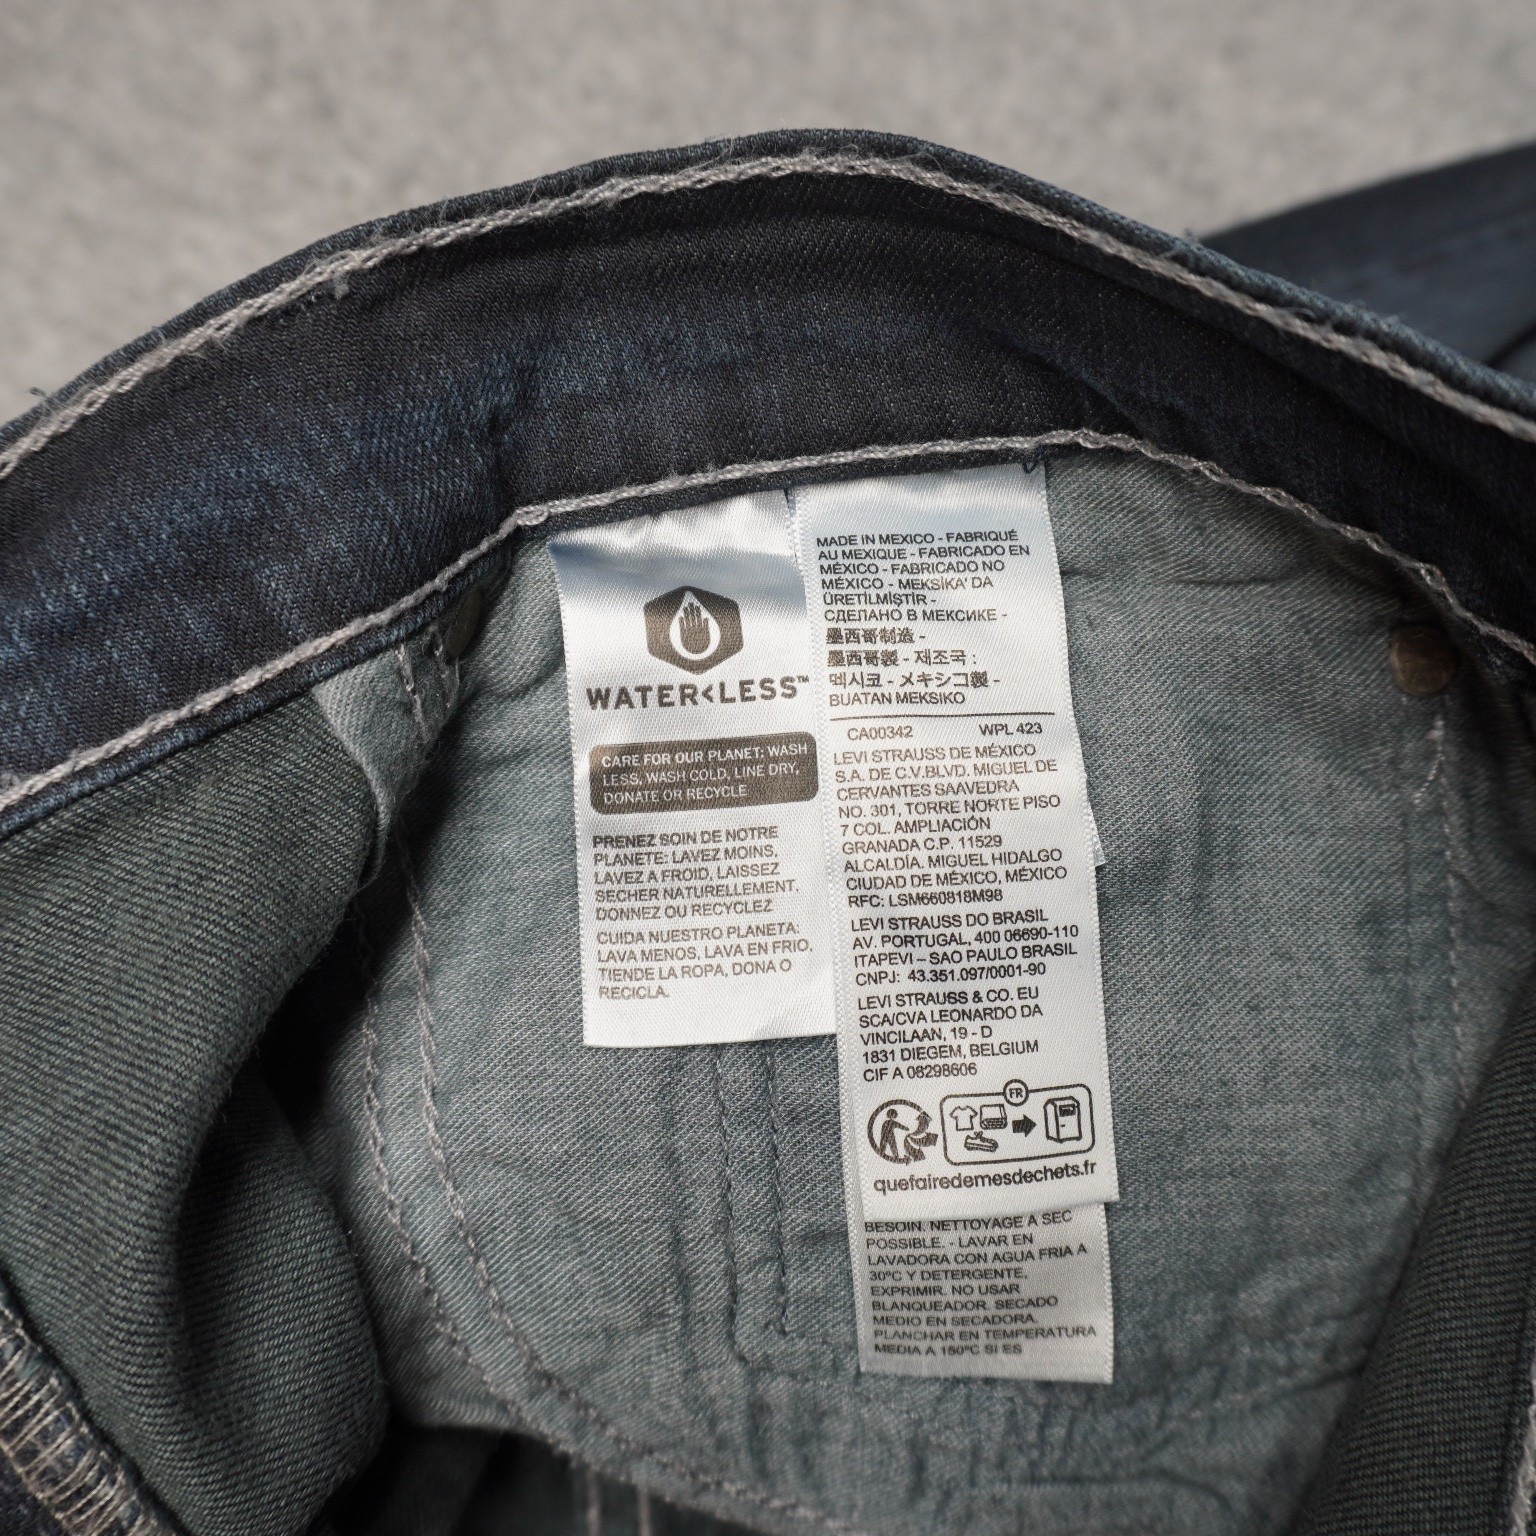 WATER<LESS™
CARE FOR OUR PLANET: WASH
LESS, WASH COLD, LINE DRY,
DONATE OR RECYCLE
PRENEZ SOIN DE NOTRE
PLANETE: LAVEZ MOINS,
LAVEZ A FROID, LAISSEZ
SECHER NATURELLEMENT.
DONNEZ OU RECYCLEZ
CUIDA NUESTRO PLANETA:
LAVA MENOS, LAVA EN FRIO,
TIENDE LA ROPA, DONA O
RECICLA.
MADE IN MEXICO - FABRIQUÉ
AU MEXIQUE - FABRICADO EN
MÉXICO - FABRICADO NO
MÉXICO - MEKSİKA' DA
ÜRETİLMİŞTİR -
СДЕЛАНО В МЕКСИКЕ -
墨西哥制造 -
墨西哥製 - 재조국 :
멕시코 - メキシコ製 -
BUATAN MEKSIKO
CA00342 WPL 423
LEVI STRAUSS DE MÉXICO
S.A. DE C.V.BLVD. MIGUEL DE
CERVANTES SAAVEDRA
NO. 301, TORRE NORTE PISO
7 COL. AMPLIACIÓN
GRANADA C.P. 11529
ALCALDÍA. MIGUEL HIDALGO
CIUDAD DE MÉXICO, MÉXICO
RFC: LSM660818M98
LEVI STRAUSS DO BRASIL
AV. PORTUGAL, 400 06690-110
ITAPEVI – SAO PAULO BRASIL
CNPJ: 43.351.097/0001-90
LEVI STRAUSS & CO. EU
SCA/CVA LEONARDO DA
VINCILAAN, 19 - D
1831 DIEGEM, BELGIUM
CIF A 08298606
FR
quefairedemesdechets.fr
BESOIN. NETTOYAGE A SEC
POSSIBLE. - LAVAR EN
LAVADORA CON AGUA FRIA A
30°C Y DETERGENTE,
EXPRIMIR. NO USAR
BLANQUEADOR. SECADO
MEDIO EN SECADORA.
PLANCHAR EN TEMPERATURA
MEDIA A 150°C SI ES